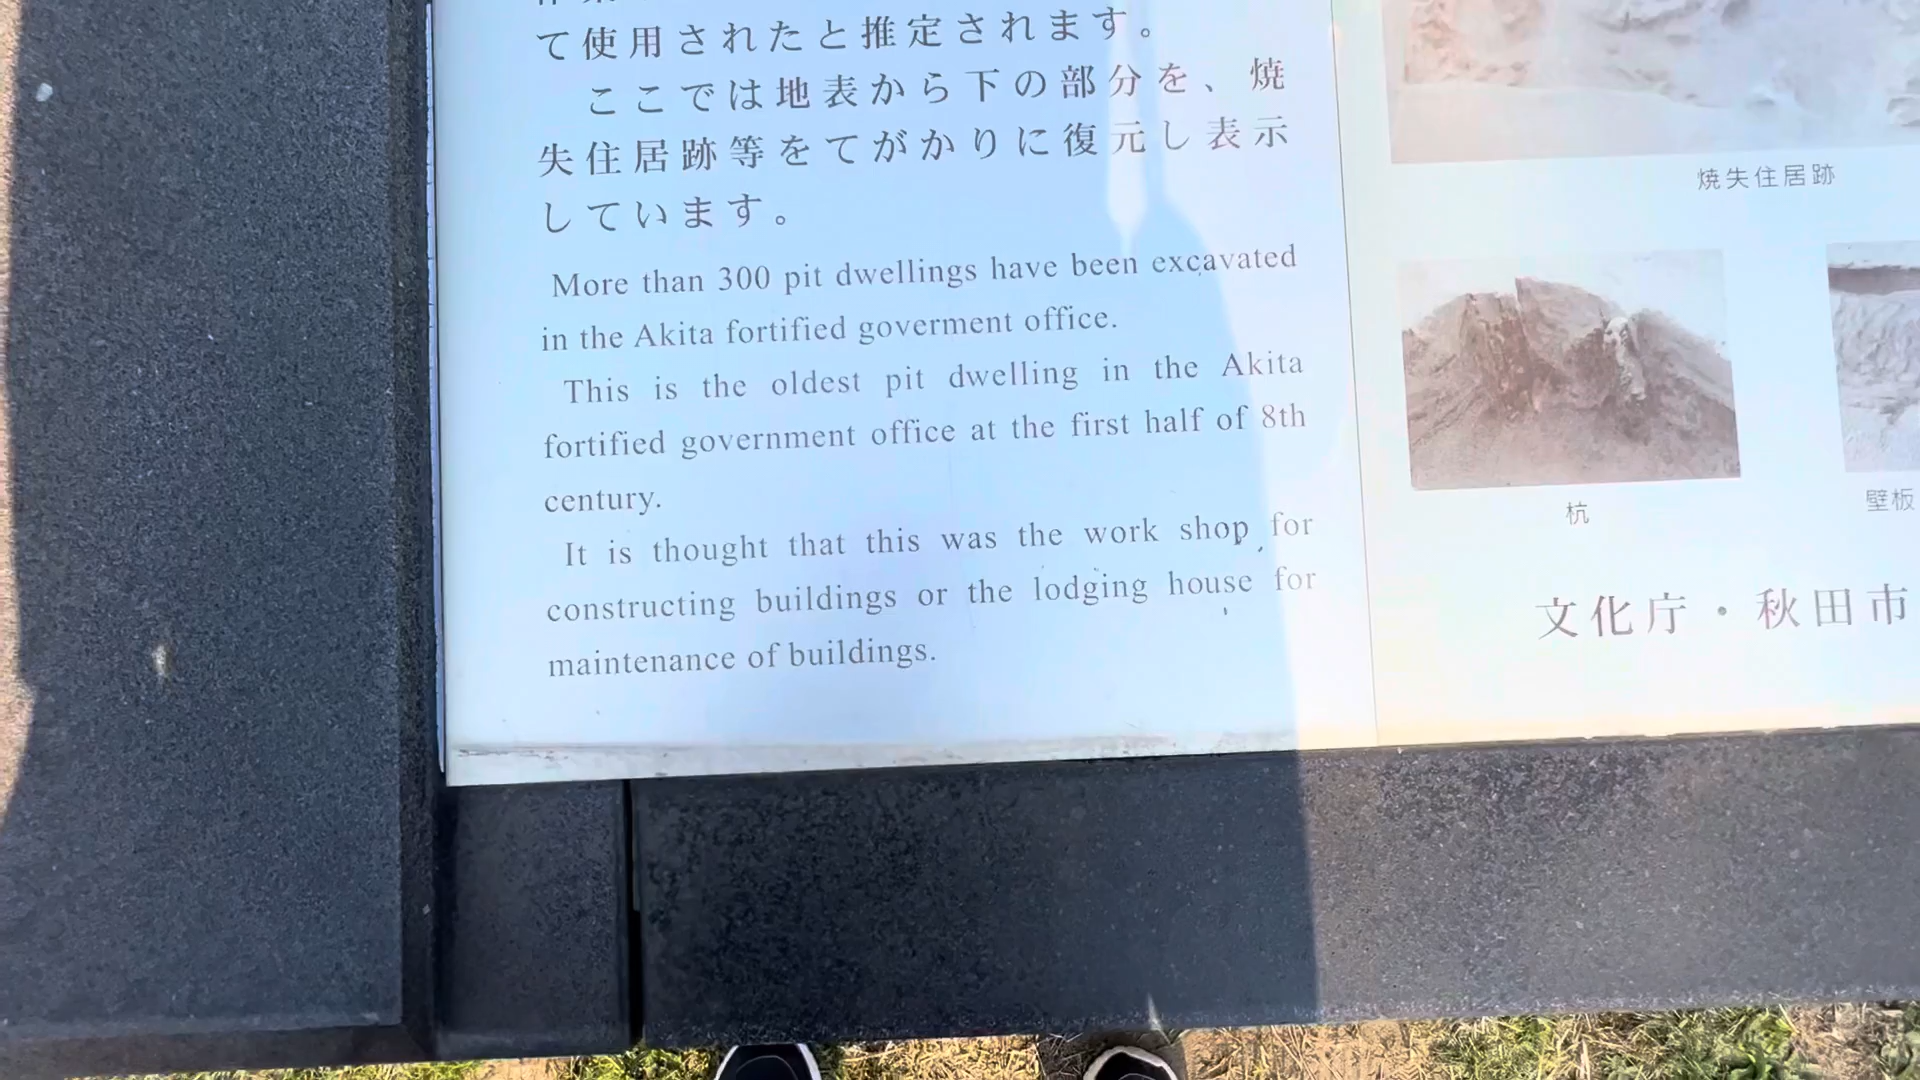 て使用されたと推定されます。
ここでは地表から下の部分を、焼
失住居跡等をてがかりに復元し表示
しています。
More than 300 pit dwellings have been excavated
in the Akita fortified goverment office.
This is the oldest pit dwelling in the Akita
fortified government office at the first half of 8th
century.
It is thought that this was the work shop for
constructing buildings or the lodging house for
maintenance of buildings.
焼失住居跡
杭
壁板
文化庁・秋田市